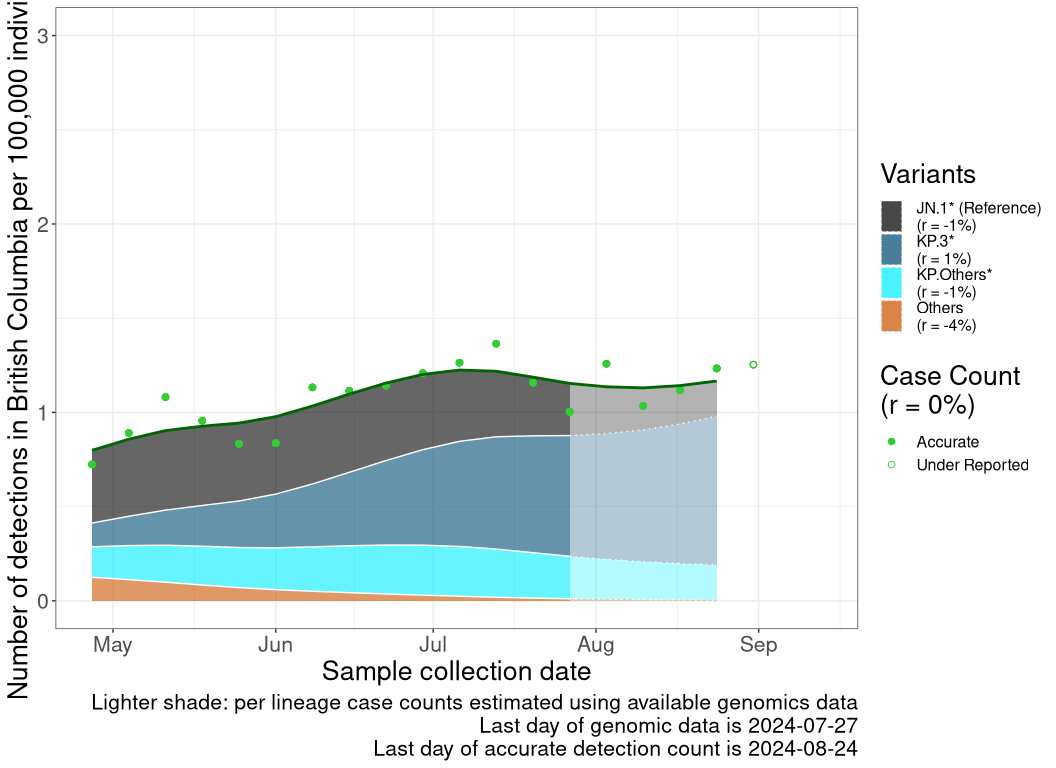 Number of detections in British Columbia per 100,000
3
2
1
0
May
Jun
Jul
Aug
Sep
Sample collection date
Lighter shade: per lineage case counts estimated using available genomics data
Last day of genomic data is 2024-07-27
Last day of accurate detection count is 2024-08-24
Variants
JN.1* (Reference)
(r = -1%)
KP.3*
(r = 1%)
KP.Others*
(r = -1%)
Others
(r = -4%)
Case Count
(r = 0%)
Accurate
Under Reported